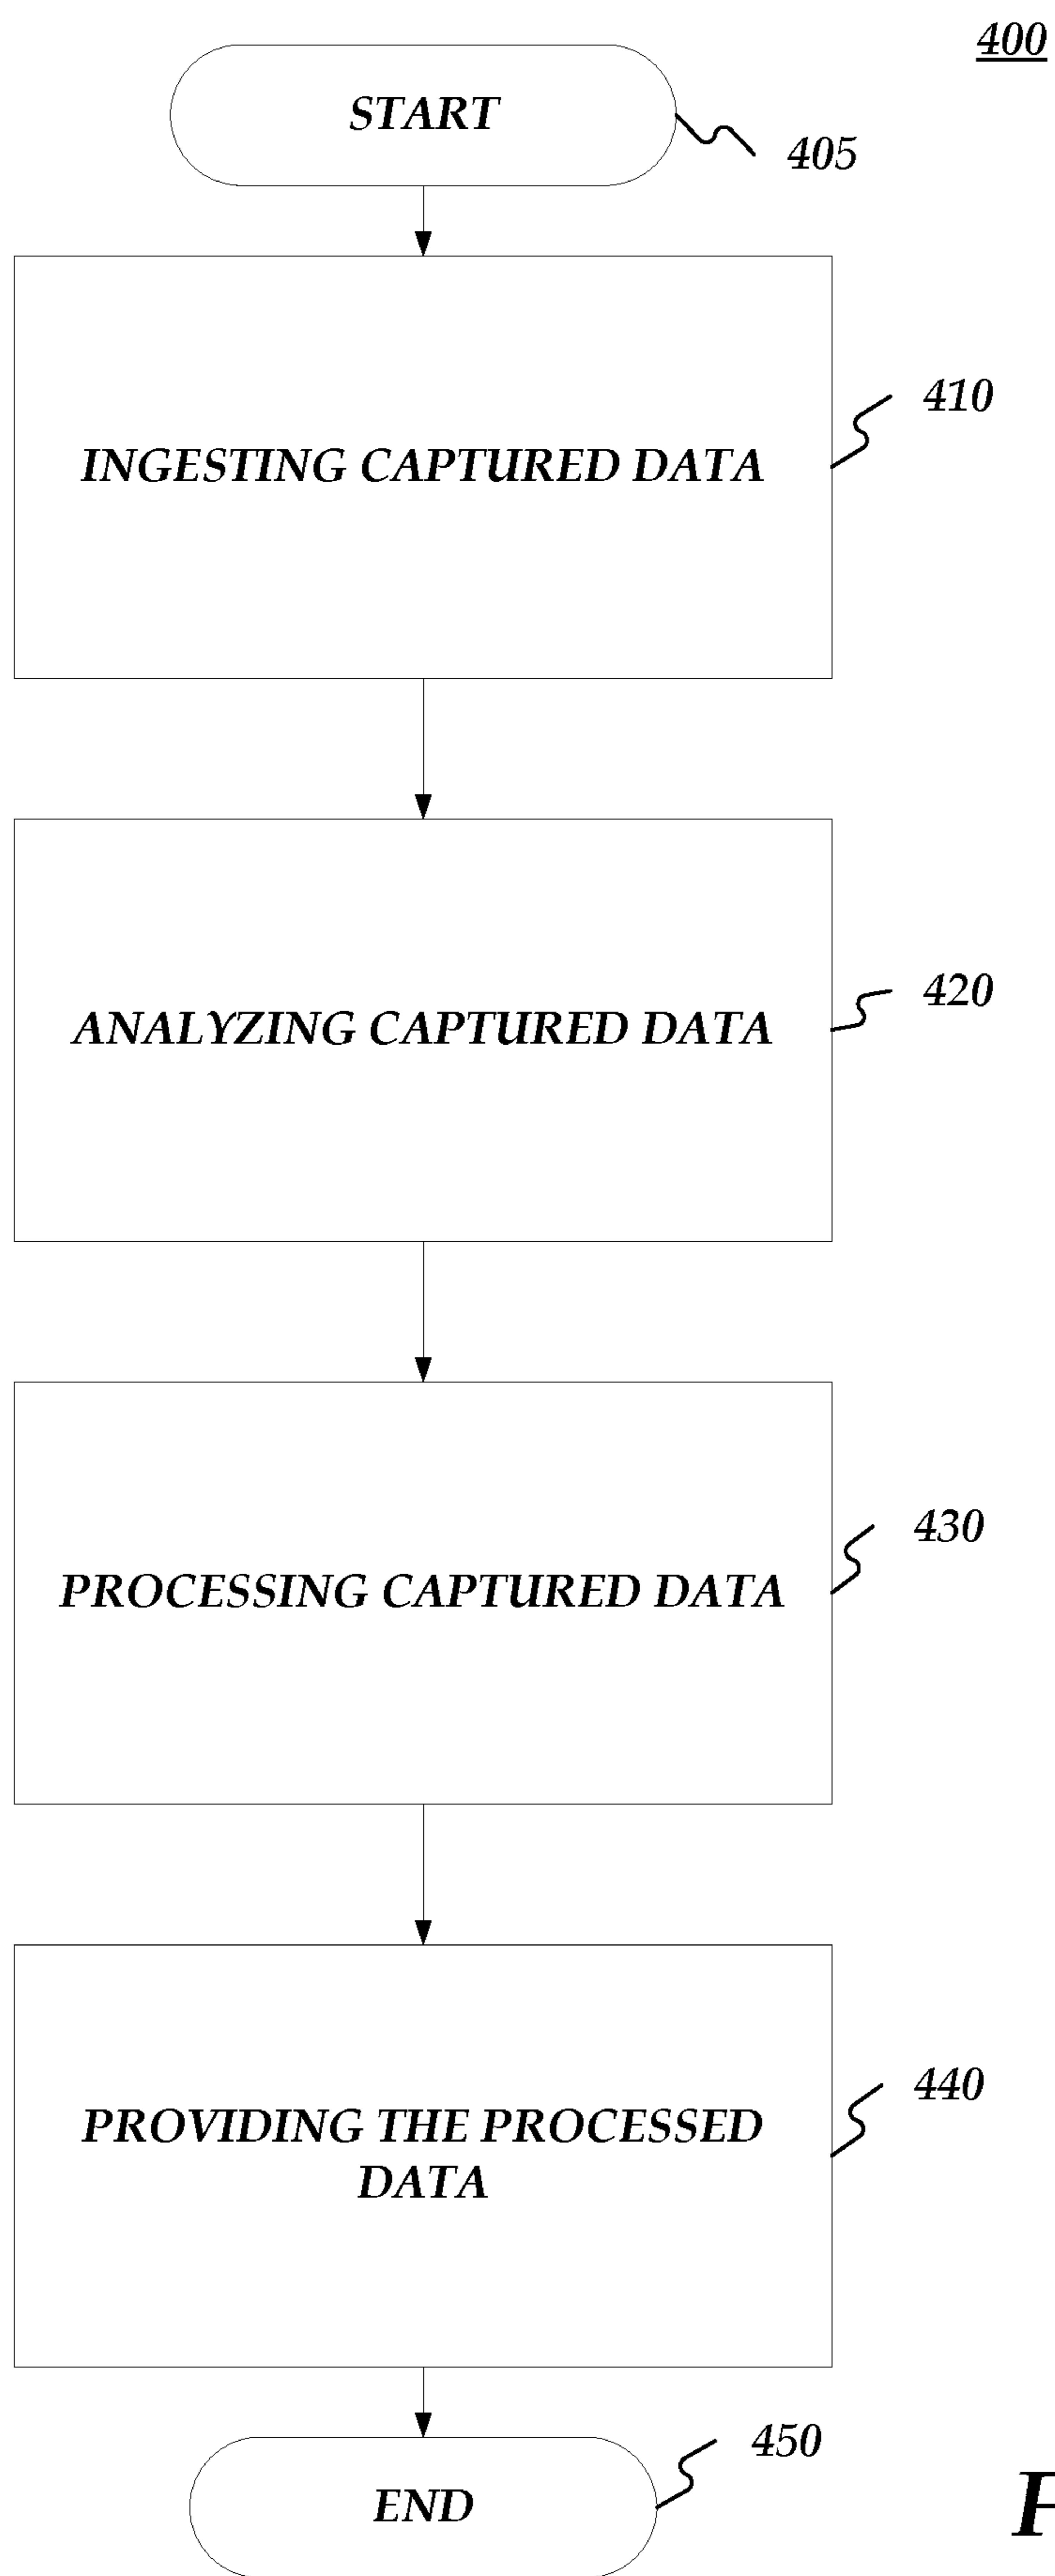 400
START
405
INGESTING CAPTURED DATA
410
ANALYZING CAPTURED DATA
420
PROCESSING CAPTURED DATA
430
PROVIDING THE PROCESSED
DATA
440
END
450